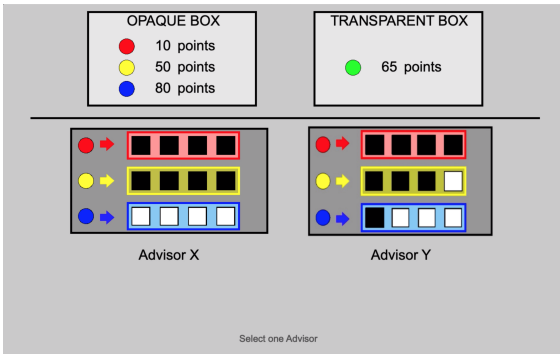 OPAQUE BOX
10 points
50 points
80 points
TRANSPARENT BOX
65 points
Advisor X
Advisor Y
Select one Advisor